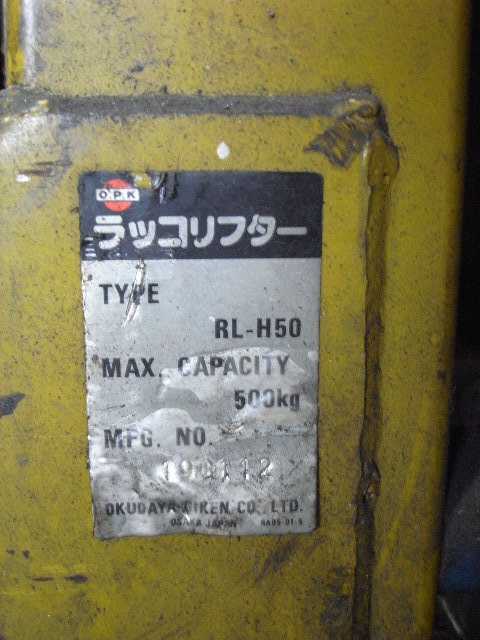 O.P.K
ラッコリフター
TYPE
RL-H50
MAX. CAPACITY
500kg
MFG. NO.
OKUDAYA GIKEN CO., LTD.
OSAKA JAPAN